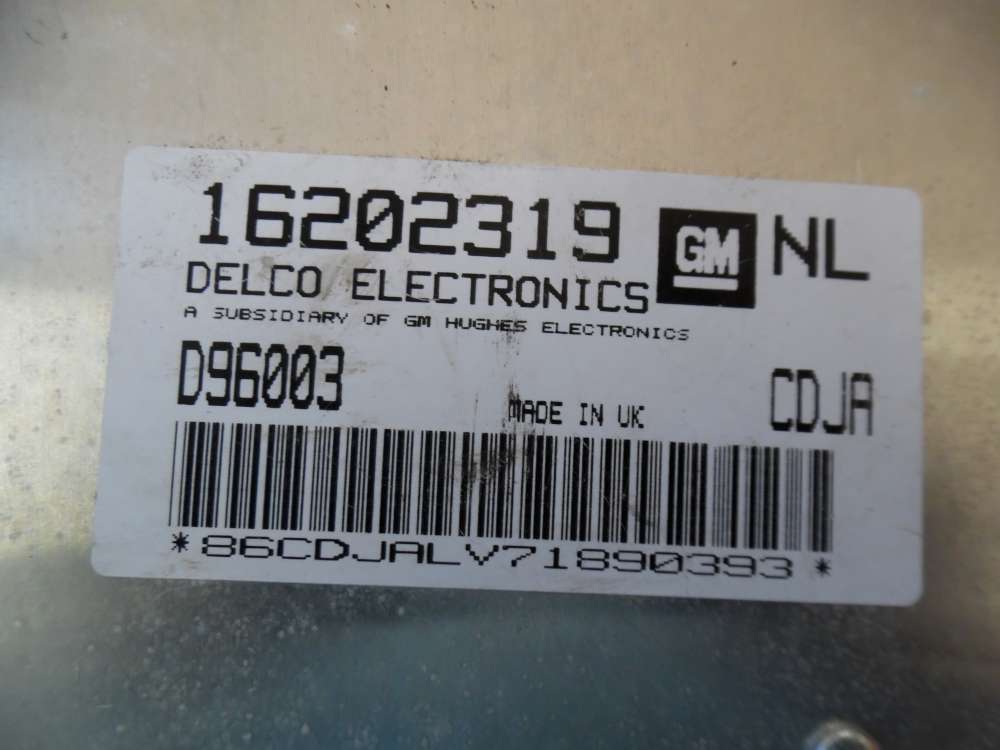 16202319 GM NL
DELCO ELECTRONICS
A SUBSIDIARY OF GM HUGHES ELECTRONICS
D96003 MADE IN UK CDJA
*86CDJALV71890393*